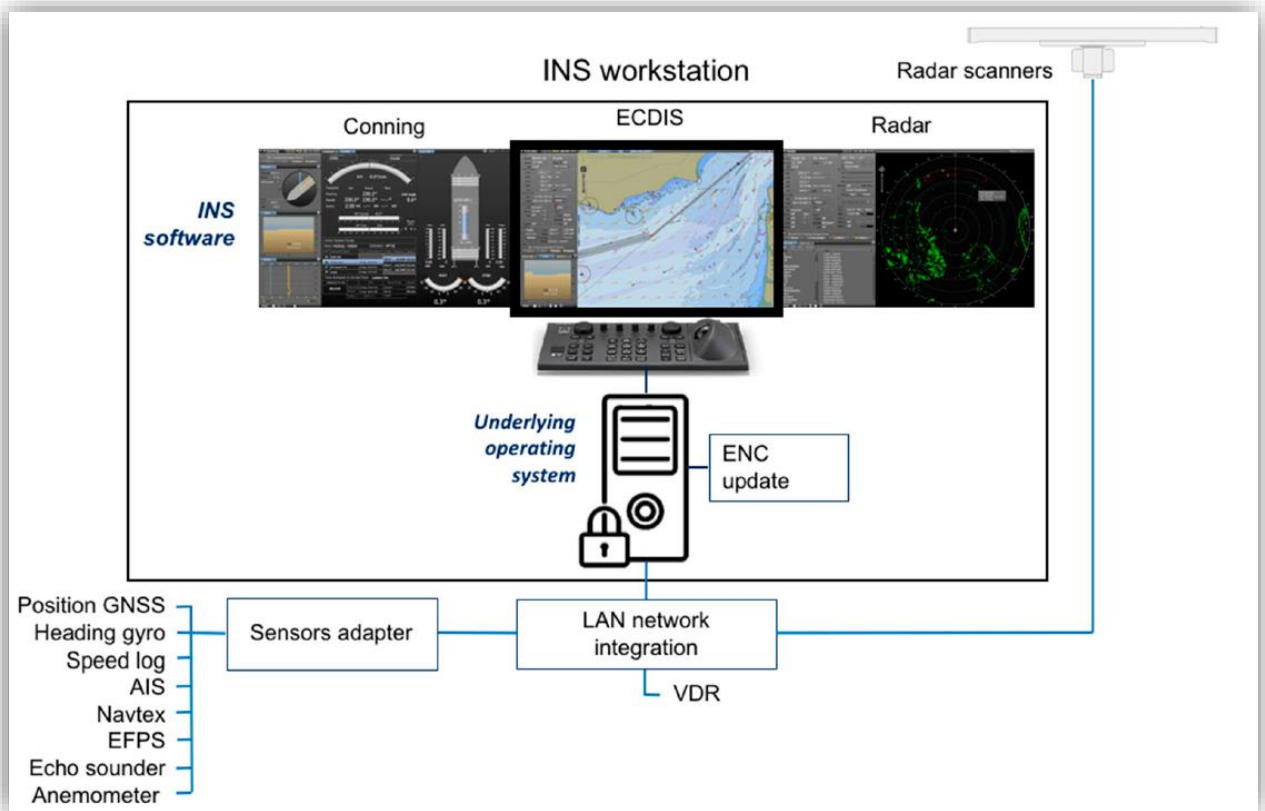 INS workstation
Radar scanners
Conning
ECDIS
Radar
INS
software
Underlying
operating
system
ENC
update
Position GNSS
Heading gyro
Speed log
AIS
Navtex
EFPS
Echo sounder
Anemometer
Sensors adapter
LAN network
integration
VDR